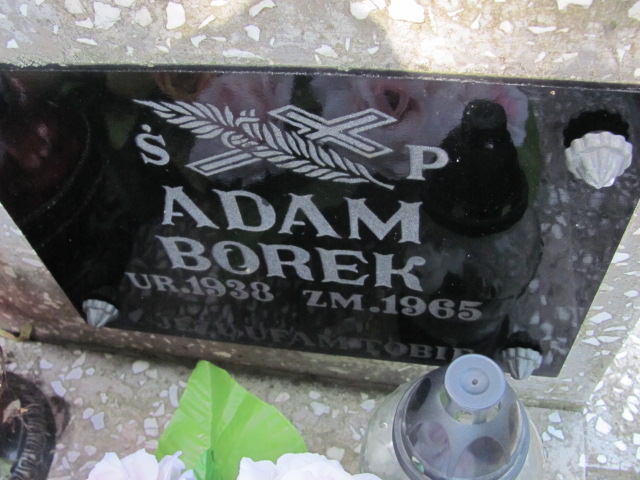 Ś P
ADAM
BOREK
UR.1938 ZM.1965
JEZU UFAM TOBIE